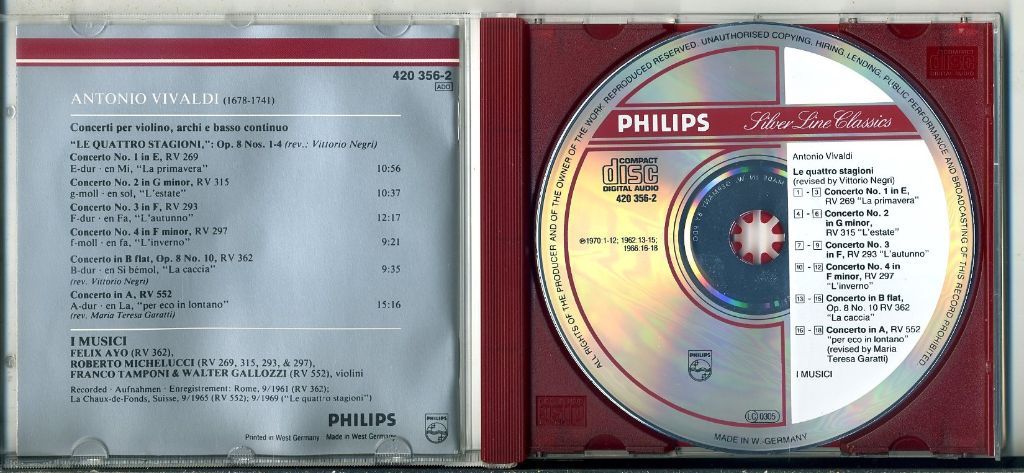 420 356-2
ADD
ANTONIO VIVALDI (1678-1741)
Concerti per violino, archi e basso continuo
"LE QUATTRO STAGIONI,": Op. 8 Nos. 1-4 (rev.: Vittorio Negri)
Concerto No. 1 in E, RV 269
E-dur · en Mi, "La primavera" 10:56
Concerto No. 2 in G minor, RV 315
g-moll · en sol, "L'estate" 10:37
Concerto No. 3 in F, RV 293
F-dur · en Fa, "L'autunno" 12:17
Concerto No. 4 in F minor, RV 297
f-moll · en fa, "L'inverno" 9:21
Concerto in B flat, Op. 8 No. 10, RV 362
B-dur · en Si bémol, "La caccia" 9:35
(rev. Vittorio Negri)
Concerto in A, RV 552
A-dur · en La, "per eco in lontano" 15:16
(rev. Maria Teresa Garatti)
I MUSICI
FELIX AYO (RV 362),
ROBERTO MICHELUCCI (RV 269, 315, 293, & 297),
FRANCO TAMPONI & WALTER GALLOZZI (RV 552), violini
Recorded · Aufnahmen · Enregistrement: Rome, 9/1961 (RV 362);
La Chaux-de-Fonds, Suisse, 9/1965 (RV 552); 9/1969 ("Le quattro stagioni")
PHILIPS
PHILIPS
Printed in West Germany Made in West Germany
ALL RIGHTS OF THE PRODUCER AND OF THE OWNER OF THE WORK REPRODUCED RESERVED. UNAUTHORISED COPYING, HIRING, LENDING, PUBLIC PERFORMANCE AND BROADCASTING OF THIS RECORD PROHIBITED.
PHILIPS
Silver Line Classics
COMPACT
disc
DIGITAL AUDIO
420 356-2
℗1970 1-12; 1962 13-15;
1966 16-18
Antonio Vivaldi
Le quattro stagioni
(revised by Vittorio Negri)
1 - 3 Concerto No. 1 in E,
RV 269 "La primavera"
4 - 6 Concerto No. 2
in G minor,
RV 315 "L'estate"
7 - 9 Concerto No. 3
in F, RV 293 "L'autunno"
10 - 12 Concerto No. 4 in
F minor, RV 297
"L'inverno"
13 - 15 Concerto in B flat,
Op. 8 No. 10 RV 362
"La caccia"
16 - 18 Concerto in A, RV 552
"per eco in lontano"
(revised by Maria
Teresa Garatti)
I MUSICI
PHILIPS
LC 0305
MADE IN W. GERMANY
COMPACT
disc
DIGITAL AUDIO